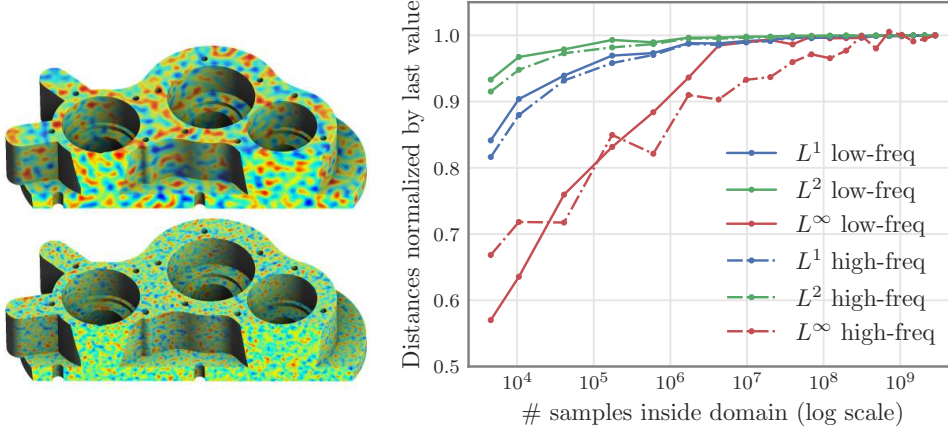 Distances normalized by last value
1.0
0.9
0.8
0.7
0.6
0.5
L¹ low-freq
L² low-freq
L∞ low-freq
L¹ high-freq
L² high-freq
L∞ high-freq
10⁴ 10⁵ 10⁶ 10⁷ 10⁸ 10⁹
# samples inside domain (log scale)